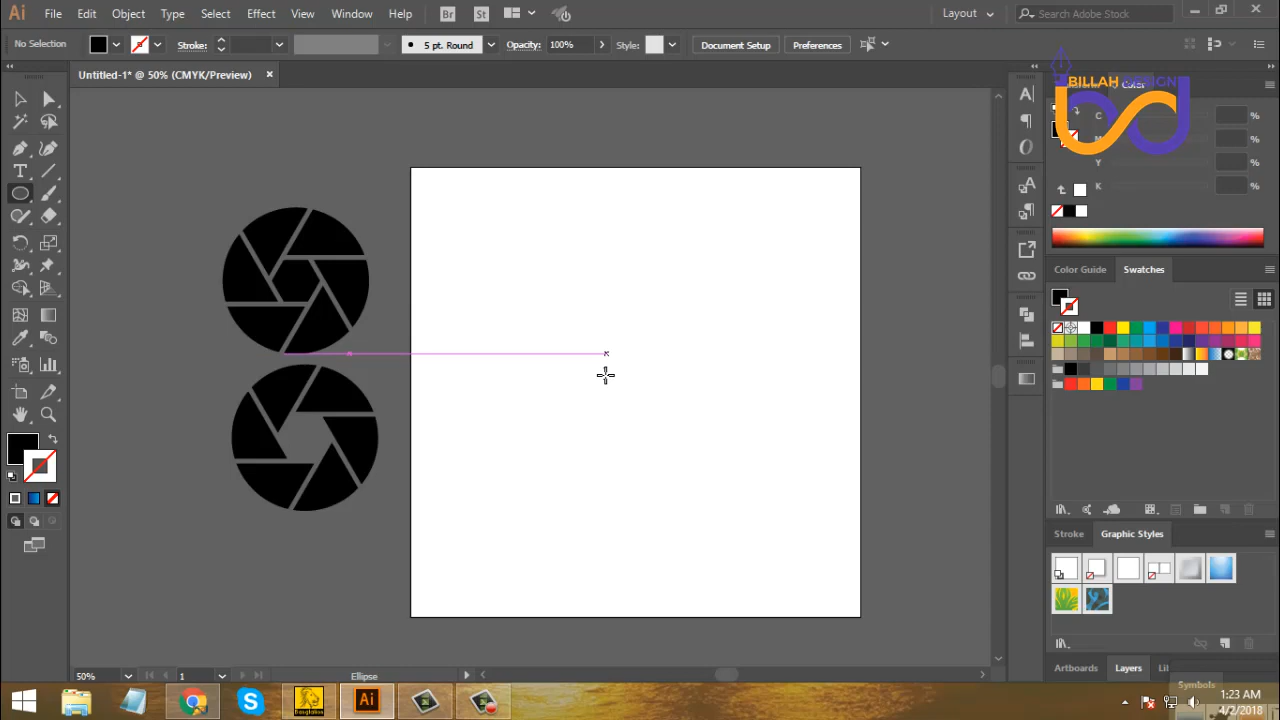 Ai File Edit Object Type Select Effect View Window Help Br St Layout Search Adobe Stock
No Selection Stroke: 5 pt. Round Opacity: 100% Style: Document Setup Preferences
Untitled-1* @ 50% (CMYK/Preview)
BILLAH DESIGN
Color
C %
M %
Y %
K %
Color Guide Swatches
Stroke Graphic Styles
Artboards Layers
Symbols
50% 1 Ellipse
Ai 1:23 AM
4/2/2018